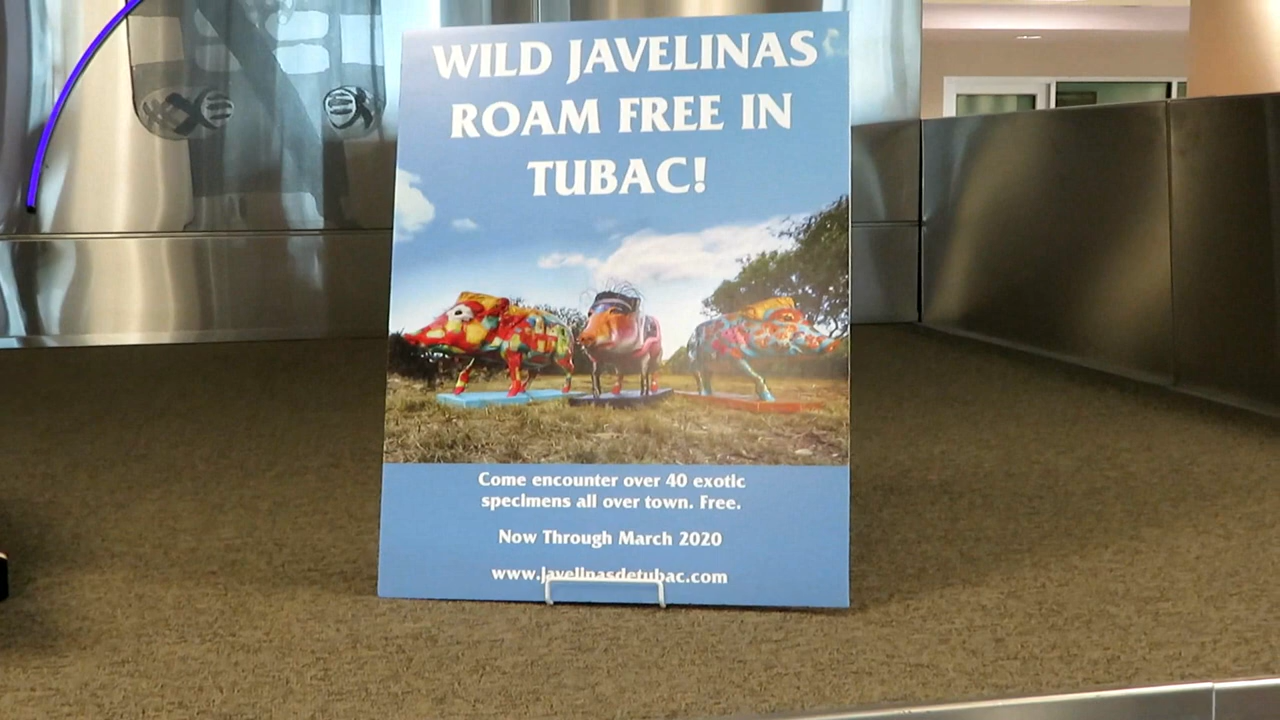 WILD JAVELINAS
ROAM FREE IN
TUBAC!
Come encounter over 40 exotic
specimens all over town. Free.
Now Through March 2020
www.javelinasdetubac.com